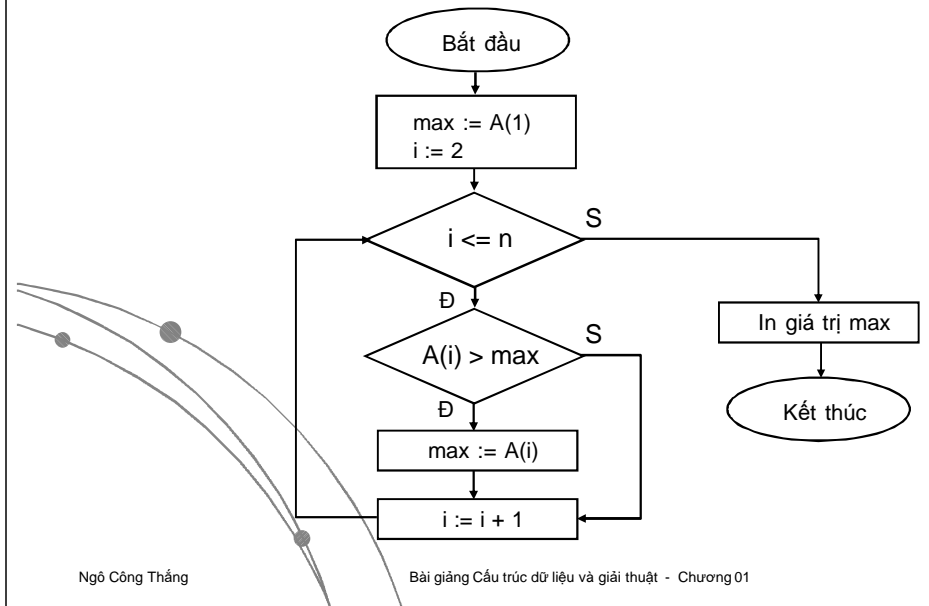 Bắt đầu
max := A(1)
i := 2
i <= n
S
Đ
A(i) > max
S
Đ
max := A(i)
i := i + 1
In giá trị max
Kết thúc
Ngô Công Thắng
Bài giảng Cấu trúc dữ liệu và giải thuật - Chương 01